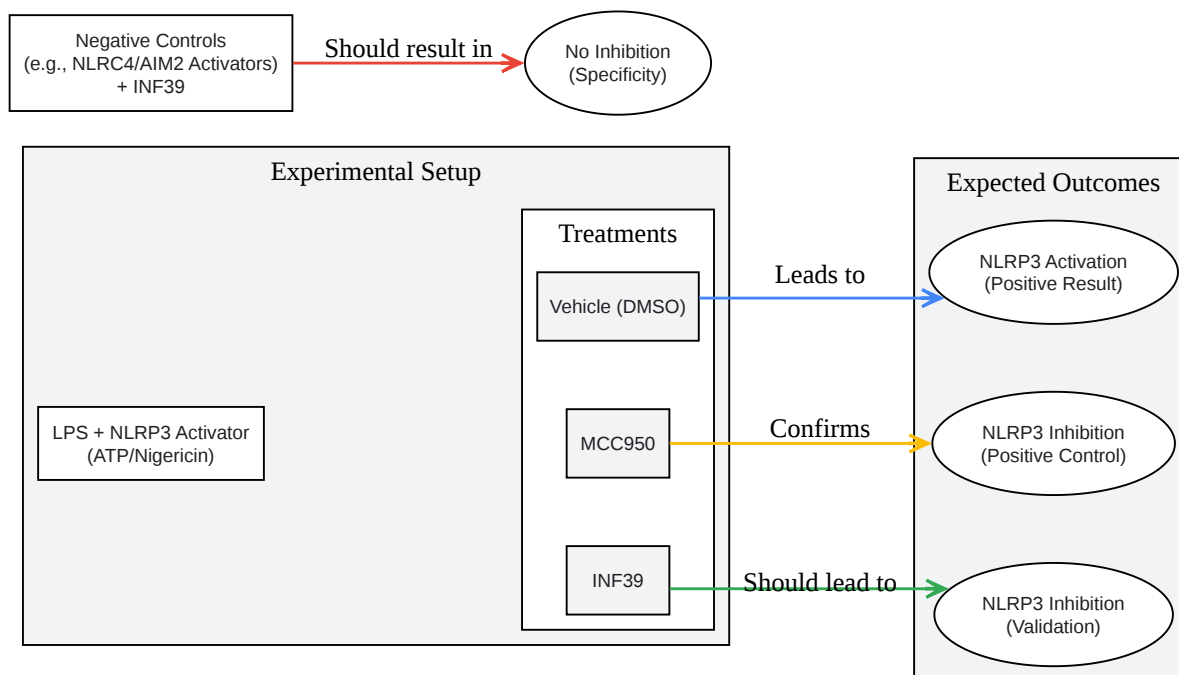 Negative Controls
(e.g., NLRC4/AIM2 Activators)
+ INF39
Should result in
No Inhibition
(Specificity)
Experimental Setup
Expected Outcomes
Treatments
Vehicle (DMSO)
Leads to
NLRP3 Activation
(Positive Result)
LPS + NLRP3 Activator
(ATP/Nigericin)
MCC950
Confirms
NLRP3 Inhibition
(Positive Control)
INF39
Should lead to
NLRP3 Inhibition
(Validation)